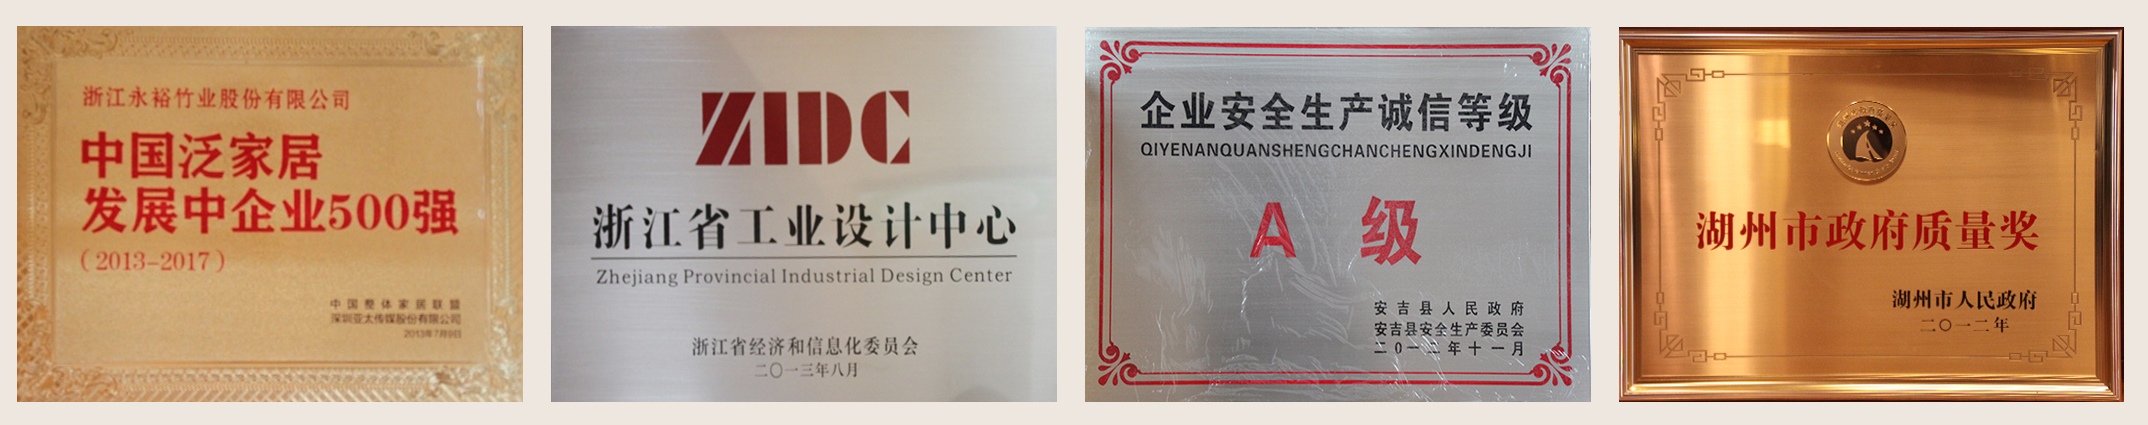 浙江永裕竹业股份有限公司
中国泛家居
发展中企业500强
(2013-2017)
中国整体家居联盟
深圳亚太传媒股份有限公司
2013年7月9日
ZIDC
浙江省工业设计中心
Zhejiang Provincial Industrial Design Center
浙江省经济和信息化委员会
二〇一三年八月
企业安全生产诚信等级
QIYENANQUANSHENGCHANCHENGXINDENGJI
A 级
安吉县人民政府
安吉县安全生产委员会
二0一二年十一月
湖州市政府质量奖
湖州市人民政府
二〇一二年